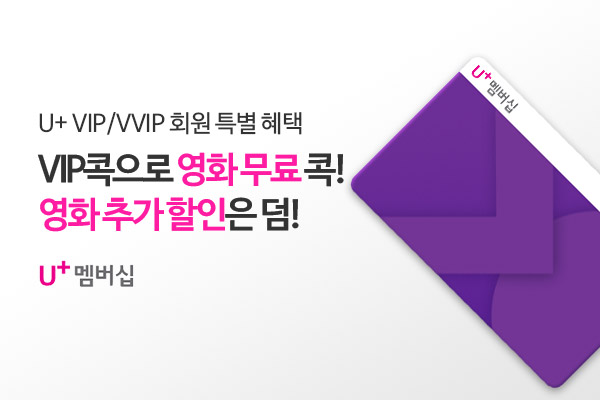 U+ VIP/VVIP 회원 특별 혜택
VIP콕으로 영화 무료 콕!
영화 추가 할인은 덤!
U+ 멤버십
U+멤버십